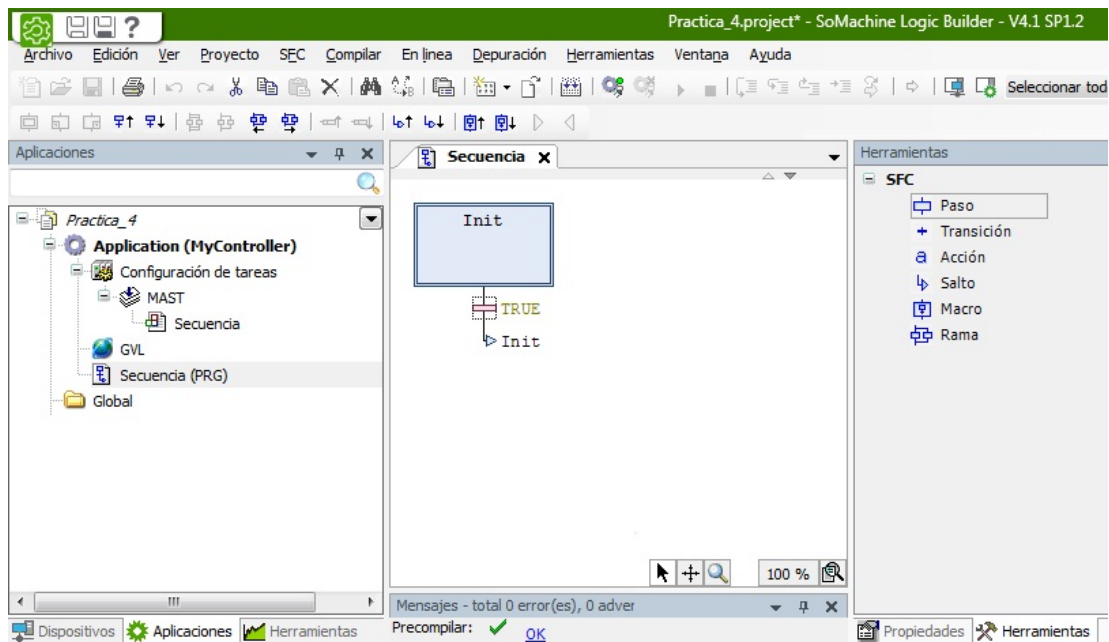 Practica_4.project* - SoMachine Logic Builder - V4.1 SP1.2
Archivo Edición Ver Proyecto SFC Compilar En linea Depuración Herramientas Ventana Ayuda
Seleccionar tod
Aplicaciones
Secuencia
Herramientas
Practica_4
Application (MyController)
Configuración de tareas
MAST
Secuencia
GVL
Secuencia (PRG)
Global
Init
TRUE
Init
SFC
Paso
Transición
Acción
Salto
Macro
Rama
100 %
Mensajes - total 0 error(es), 0 adver
Precompilar: OK
Dispositivos Aplicaciones Herramientas
Propiedades Herramientas